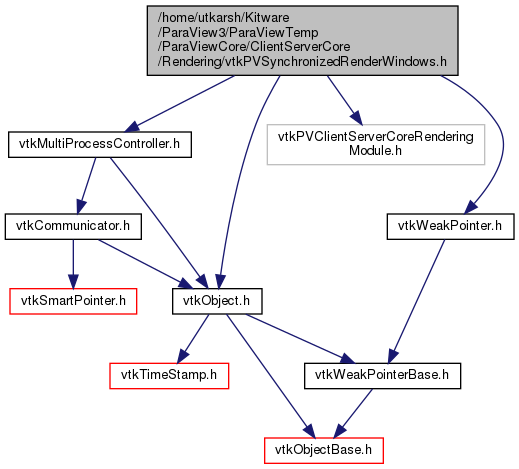 /home/utkarsh/Kitware
/ParaView3/ParaViewTemp
/ParaViewCore/ClientServerCore
/Rendering/vtkPVSynchronizedRenderWindows.h
vtkMultiProcessController.h
vtkPVClientServerCoreRendering
Module.h
vtkCommunicator.h
vtkWeakPointer.h
vtkSmartPointer.h
vtkObject.h
vtkTimeStamp.h
vtkWeakPointerBase.h
vtkObjectBase.h